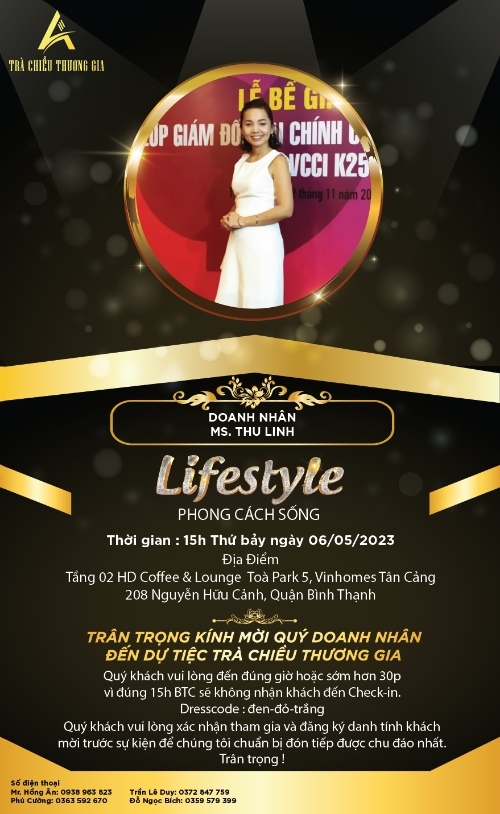 TRÀ CHIỀU THƯƠNG GIA
LỄ BẾ GI
ĐÚP GIÁM ĐỐ I CHÍNH
VCCI K25
tháng 11 năm 20
DOANH NHÂN
MS. THU LINH
Lifestyle
PHONG CÁCH SỐNG
Thời gian : 15h Thứ bảy ngày 06/05/2023
Địa Điểm
Tầng 02 HD Coffee & Lounge Toà Park 5, Vinhomes Tân Cảng
208 Nguyễn Hữu Cảnh, Quận Bình Thạnh
TRÂN TRỌNG KÍNH MỜI QUÝ DOANH NHÂN
ĐẾN DỰ TIỆC TRÀ CHIỀU THƯƠNG GIA
Quý khách vui lòng đến đúng giờ hoặc sớm hơn 30p
vì đúng 15h BTC sẽ không nhận khách đến Check-in.
Dresscode : đen-đỏ-trắng
Quý khách vui lòng xác nhận tham gia và đăng ký danh tính khách
mời trước sự kiện để chúng tôi chuẩn bị đón tiếp được chu đáo nhất.
Trân trọng !
Số điện thoại
Mr. Hồng Ân: 0938 963 823 Trần Lê Duy: 0372 847 759
Phú Cường: 0363 592 670 Đỗ Ngọc Bích: 0359 579 399